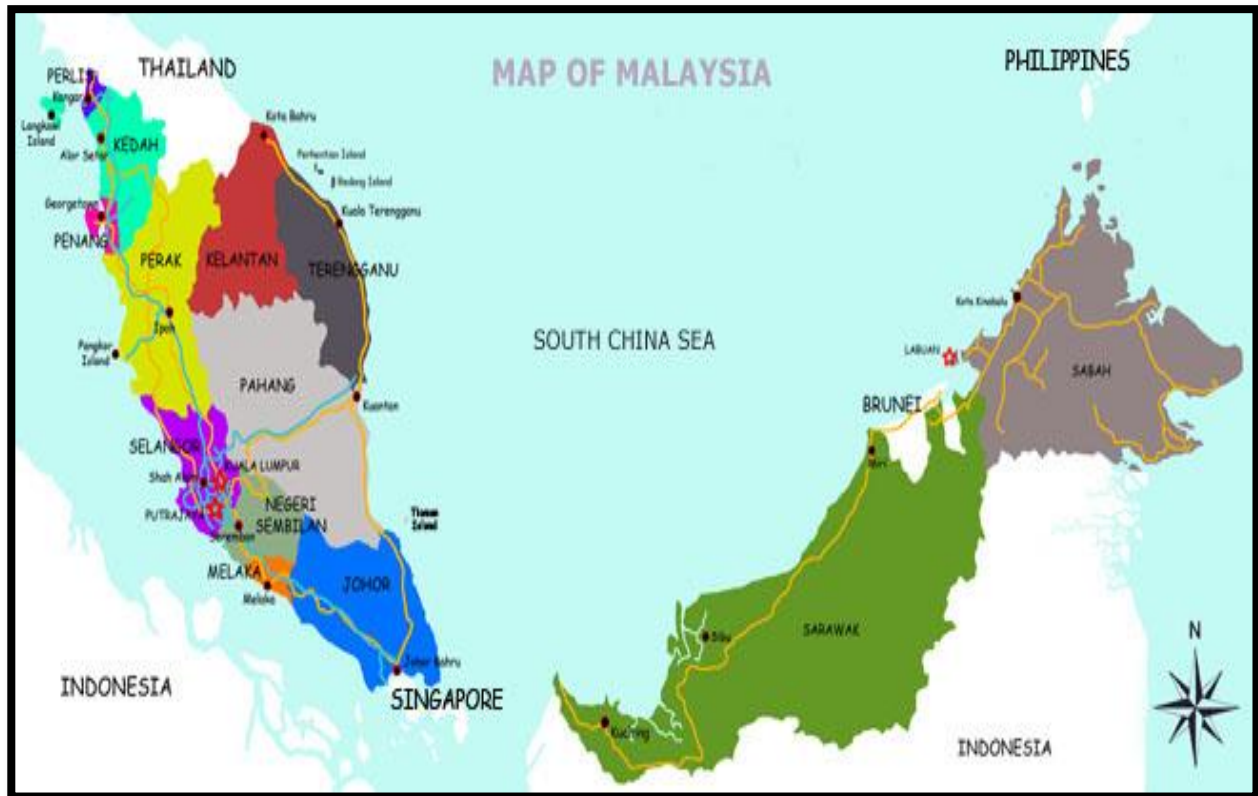 MAP OF MALAYSIA
THAILAND
PHILIPPINES
PERLIS
Kangar
Langkawi
Island
KEDAH
Alor Setar
Kota Bahru
Perhentian Island
Redang Island
Georgetown
PENANG
Kuala Terengganu
PERAK
KELANTAN
TERENGGANU
Ipoh
Pangkor
Island
SOUTH CHINA SEA
Kota Kinabalu
LABUAN
SABAH
PAHANG
Kuantan
BRUNEI
Miri
SELANGOR
KUALA LUMPUR
Shah Alam
PUTRAJAYA
NEGERI
SEMBILAN
Seremban
Tioman
Island
MELAKA
Melaka
JOHOR
Johor Bahru
SINGAPORE
INDONESIA
SARAWAK
Sibu
Kuching
INDONESIA
N